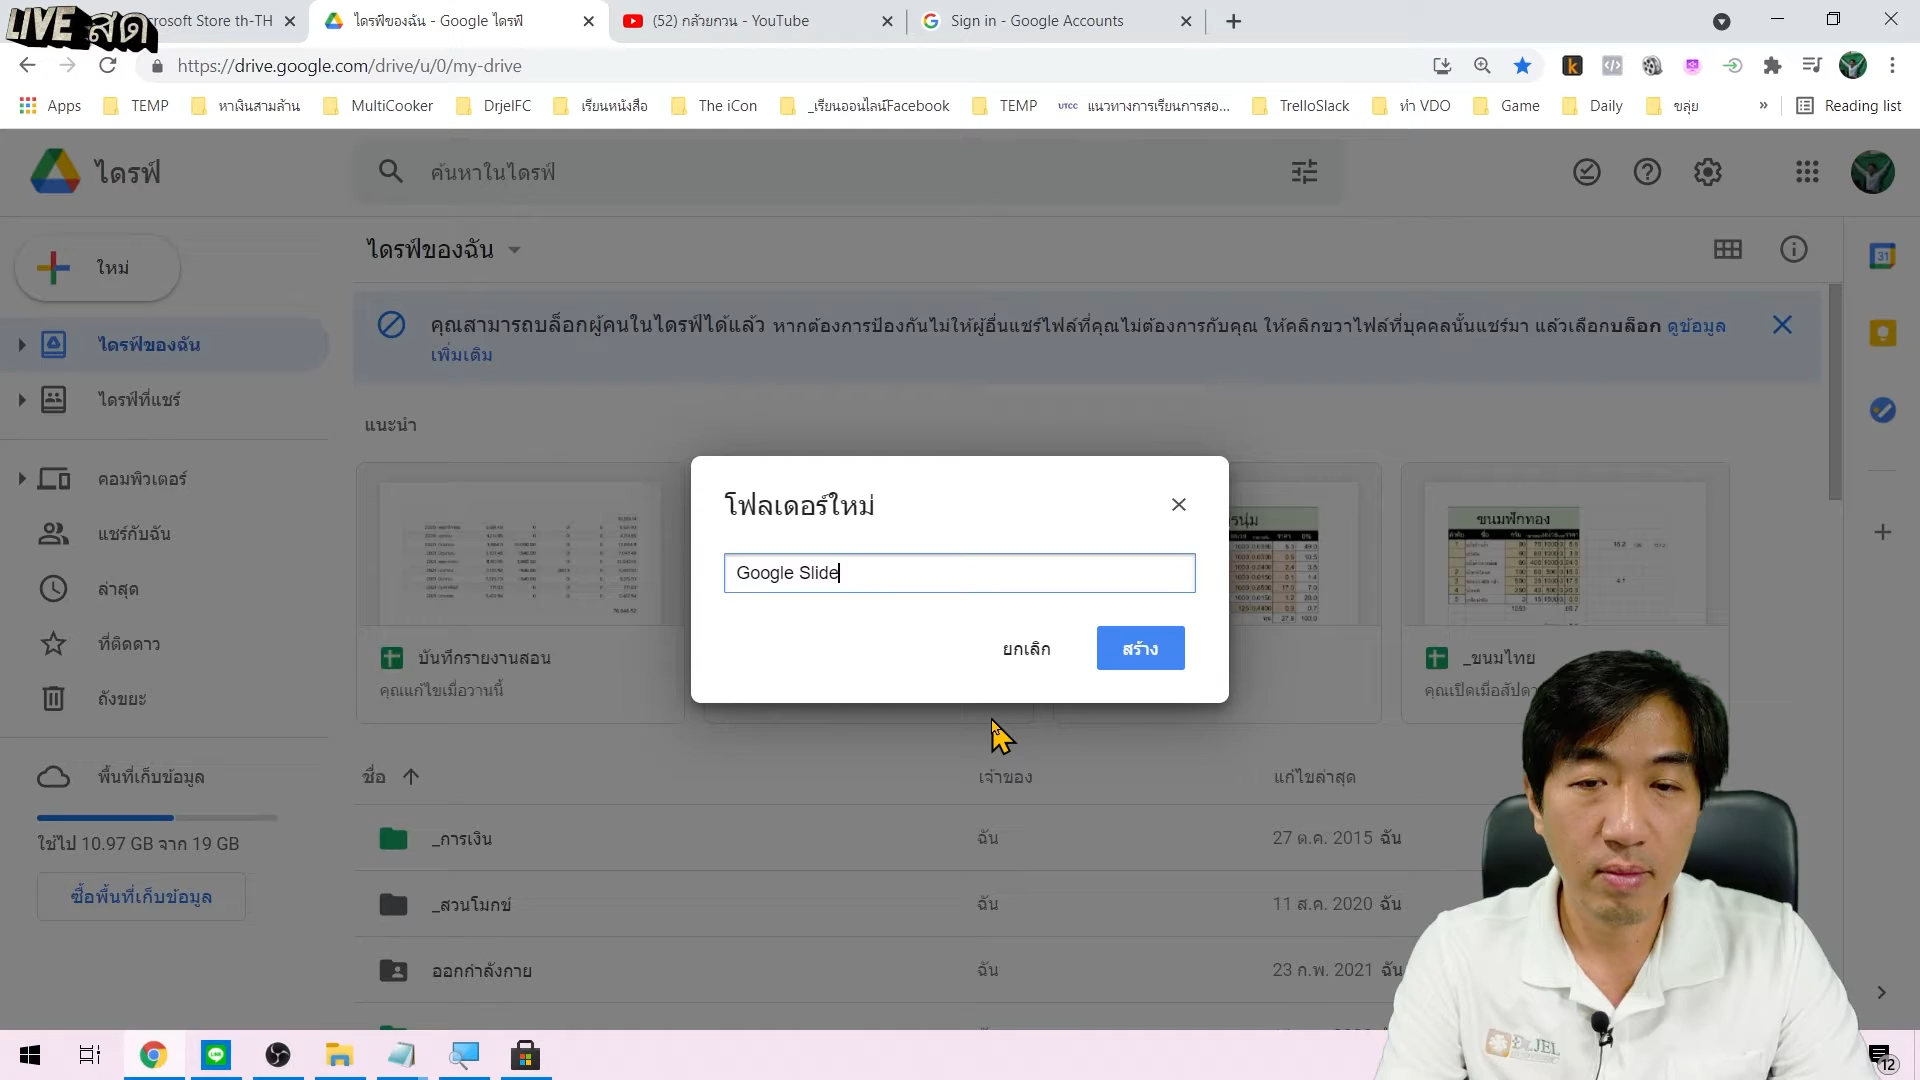 LIVE สด
crosoft Store th-TH
ไดรฟ์ของฉัน - Google ไดรฟ์
(52) กล้วยกวน - YouTube
Sign in - Google Accounts
https://drive.google.com/drive/u/0/my-drive
Apps
TEMP
หาเงินสามล้าน
MultiCooker
DrjelFC
เรียนหนังสือ
The iCon
_เรียนออนไลน์Facebook
TEMP
UTCC
แนวทางการเรียนการสอ...
TrelloSlack
ทำ VDO
Game
Daily
ขลุ่ย
»
Reading list
ไดรฟ์
ค้นหาในไดรฟ์
ใหม่
ไดรฟ์ของฉัน
31
คุณสามารถบล็อกผู้คนในไดรฟ์ได้แล้ว หากต้องการป้องกันไม่ให้ผู้อื่นแชร์ไฟล์ที่คุณไม่ต้องการกับคุณ ให้คลิกขวาไฟล์ที่บุคคลนั้นแชร์มา แล้วเลือกบล็อก ดูข้อมูล
เพิ่มเติม
ไดรฟ์ของฉัน
ไดรฟ์ที่แชร์
แนะนำ
คอมพิวเตอร์
แชร์กับฉัน
ล่าสุด
ที่ติดดาว
ถังขยะ
โฟลเดอร์ใหม่
Google Slide
ยกเลิก
สร้าง
ขนมฟักทอง
บันทึกรายงานสอน
คุณแก้ไขเมื่อวานนี้
_ขนมไทย
พื้นที่เก็บข้อมูล
ใช้ไป 10.97 GB จาก 19 GB
ซื้อพื้นที่เก็บข้อมูล
ชื่อ
เจ้าของ
แก้ไขล่าสุด
_การเงิน
ฉัน
27 ต.ค. 2015 ฉัน
_สวนโมกข์
ฉัน
11 ส.ค. 2020 ฉัน
ออกกำลังกาย
ฉัน
23 ก.พ. 2021 ฉัน
12